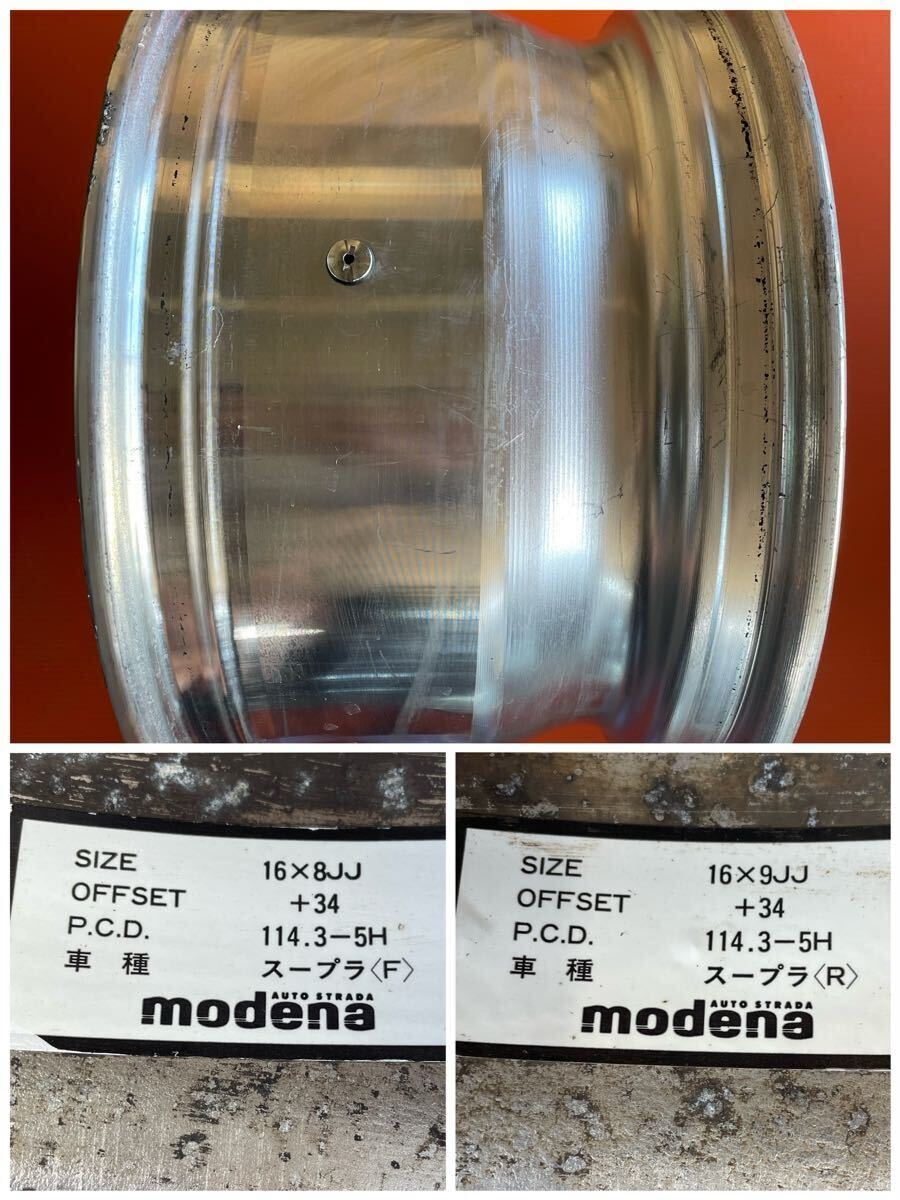 SIZE 16×8JJ
OFFSET +34
P.C.D. 114.3-5H
車種 スープラ〈F〉
AUTO STRADA
modena
SIZE 16×9JJ
OFFSET +34
P.C.D. 114.3-5H
車種 スープラ〈R〉
AUTO STRADA
modena